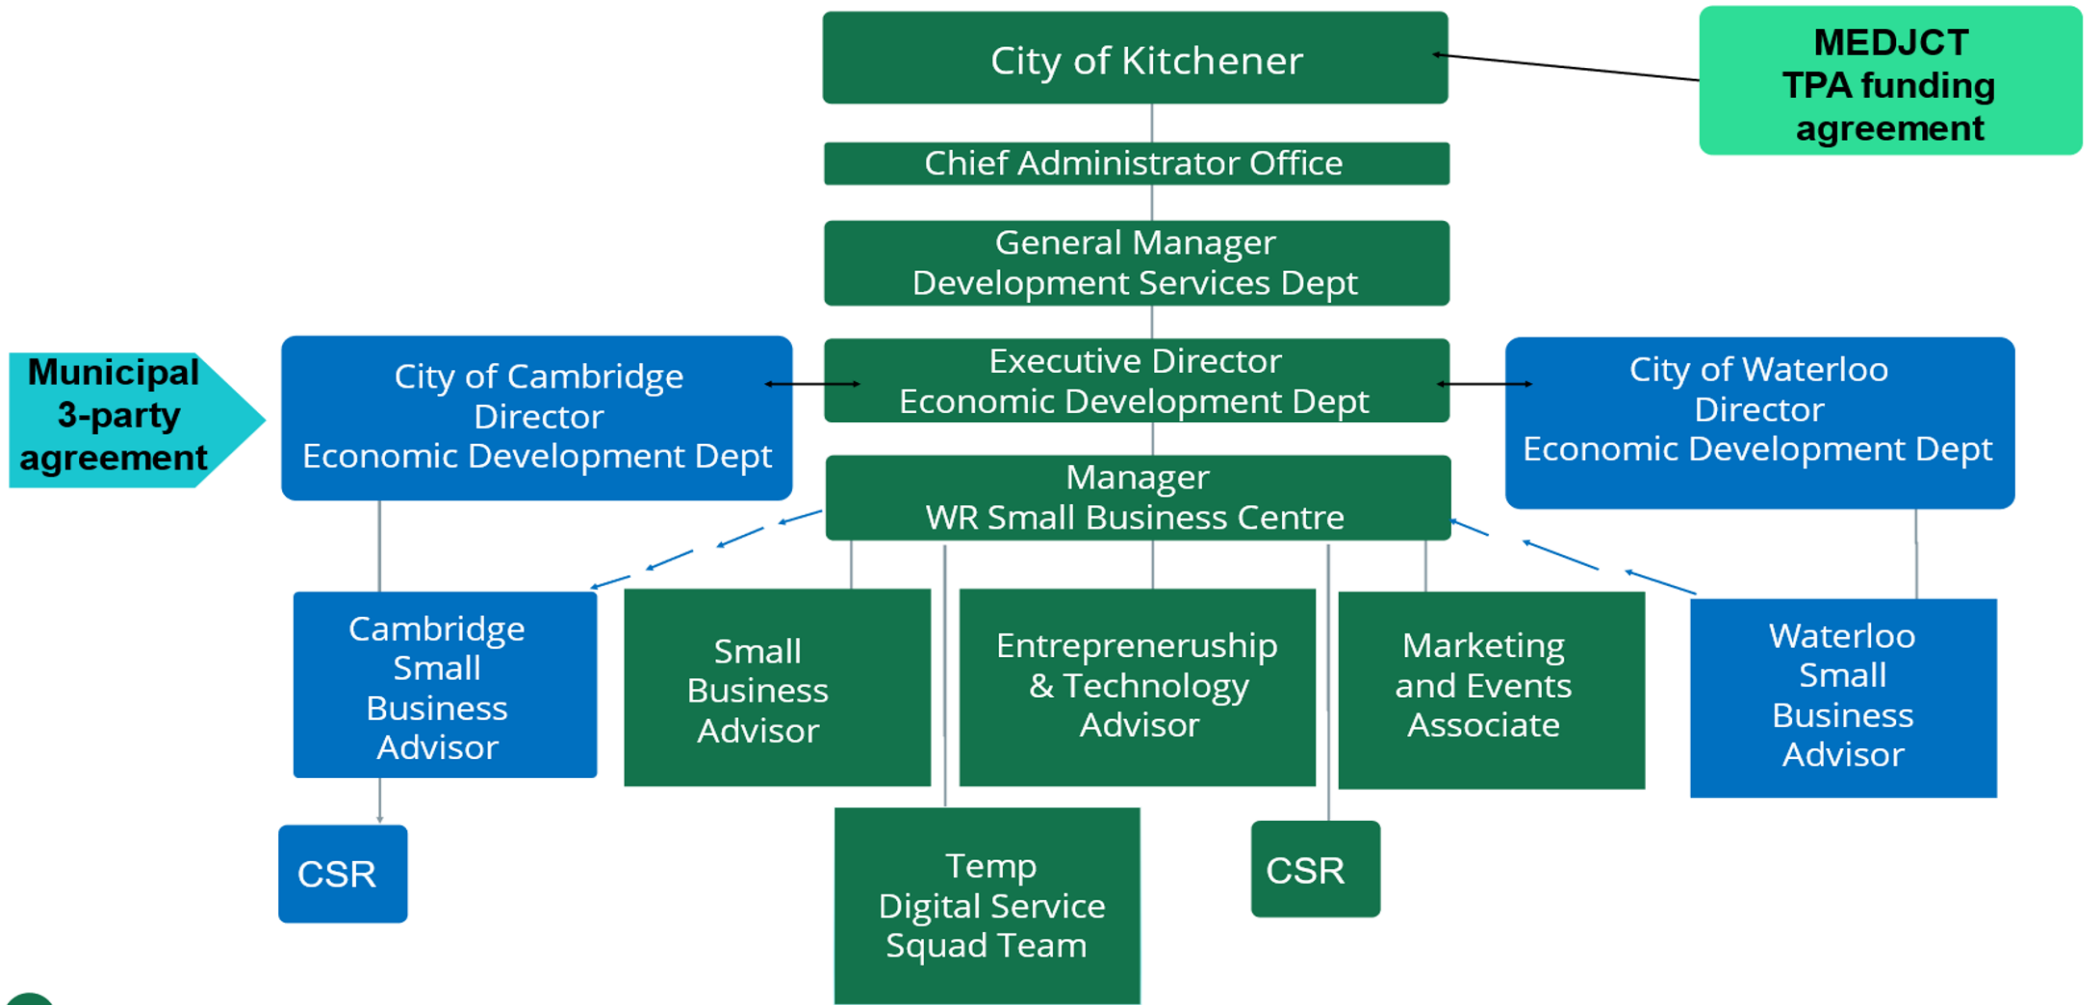 City of Kitchener
MEDJCT
TPA funding
agreement
Chief Administrator Office
General Manager
Development Services Dept
Municipal
3-party
agreement
City of Cambridge
Director
Economic Development Dept
Executive Director
Economic Development Dept
City of Waterloo
Director
Economic Development Dept
Manager
WR Small Business Centre
Cambridge
Small
Business
Advisor
Small
Business
Advisor
Entrepreneruship
& Technology
Advisor
Marketing
and Events
Associate
Waterloo
Small
Business
Advisor
CSR
Temp
Digital Service
Squad Team
CSR